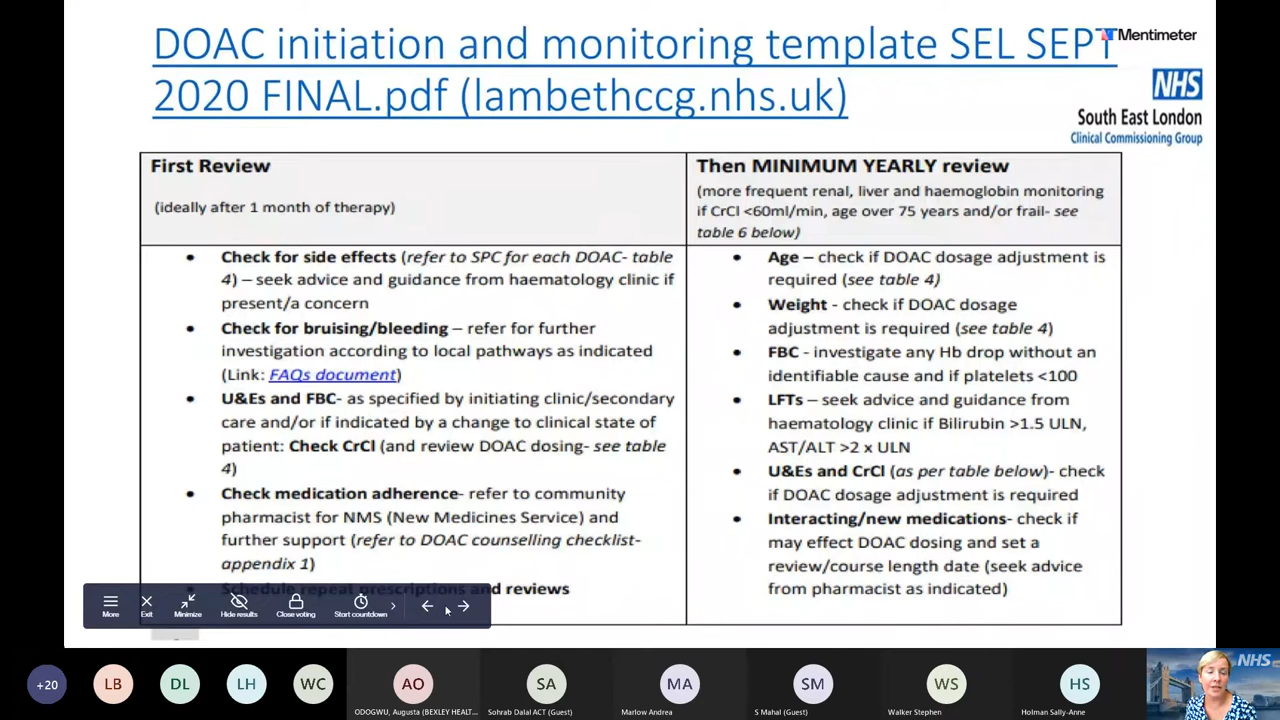 DOAC initiation and monitoring template SEL SEPT
2020 FINAL.pdf (lambethccg.nhs.uk)
Mentimeter
NHS
South East London
Clinical Commissioning Group
First Review
(ideally after 1 month of therapy)
Then MINIMUM YEARLY review
(more frequent renal, liver and haemoglobin monitoring
if CrCl <60ml/min, age over 75 years and/or frail- see
table 6 below)
• Check for side effects (refer to SPC for each DOAC- table
4) – seek advice and guidance from haematology clinic if
present/a concern
• Check for bruising/bleeding – refer for further
investigation according to local pathways as indicated
(Link: FAQs document)
• U&Es and FBC- as specified by initiating clinic/secondary
care and/or if indicated by a change to clinical state of
patient: Check CrCl (and review DOAC dosing- see table
4)
• Check medication adherence- refer to community
pharmacist for NMS (New Medicines Service) and
further support (refer to DOAC counselling checklist-
appendix 1)
• Schedule repeat prescriptions and reviews
• Age – check if DOAC dosage adjustment is
required (see table 4)
• Weight - check if DOAC dosage
adjustment is required (see table 4)
• FBC - investigate any Hb drop without an
identifiable cause and if platelets <100
• LFTs – seek advice and guidance from
haematology clinic if Bilirubin >1.5 ULN,
AST/ALT >2 x ULN
• U&Es and CrCl (as per table below)- check
if DOAC dosage adjustment is required
• Interacting/new medications- check if
may effect DOAC dosing and set a
review/course length date (seek advice
from pharmacist as indicated)
More Exit Minimize Hide results Close voting Start countdown
+20 LB DL LH WC AO SA MA SM WS HS
ODOGWU, Augusta (BEXLEY HEALT... Sohrab Dalal ACT (Guest) Marlow Andrea S Mahal (Guest) Walker Stephen Holman Sally-Anne
NHS